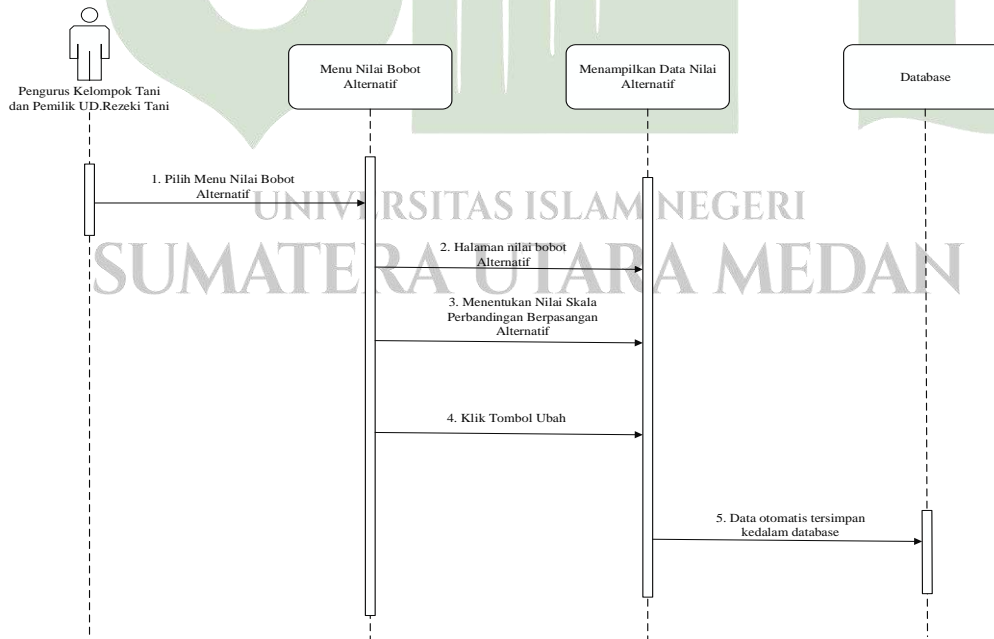 Pengurus Kelompok Tani
dan Pemilik UD.Rezeki Tani
Menu Nilai Bobot
Alternatif
Menampilkan Data Nilai
Alternatif
Database
1. Pilih Menu Nilai Bobot
Alternatif
UNIVERSITAS ISLAM NEGERI
2. Halaman nilai bobot
Alternatif
SUMATERA UTARA MEDAN
3. Menentukan Nilai Skala
Perbandingan Berpasangan
Alternatif
4. Klik Tombol Ubah
5. Data otomatis tersimpan
kedalam database